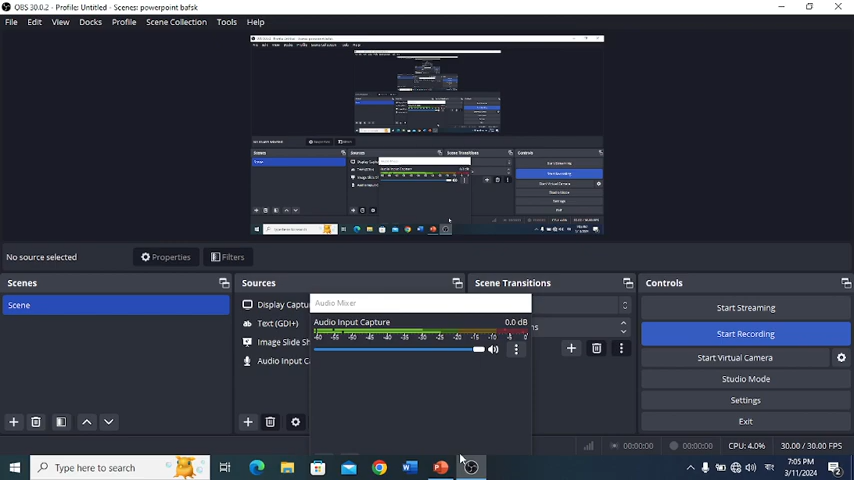 OBS 30.0.2 - Profile: Untitled - Scenes: powerpoint bafsk
File Edit View Docks Profile Scene Collection Tools Help
No source selected Properties Filters
Scenes
Scene
Sources
Display Captu
Text (GDI+)
Image Slide Sh
Audio Input C
Audio Mixer
Audio Input Capture 0.0 dB
-60 -55 -50 -45 -40 -35 -30 -25 -20 -15 -10 -5 0
Scene Transitions
ns
Controls
Start Streaming
Start Recording
Start Virtual Camera
Studio Mode
Settings
Exit
00:00:00 00:00:00 CPU: 4.0% 30.00 / 30.00 FPS
Type here to search
বাং
7:05 PM
3/11/2024
2